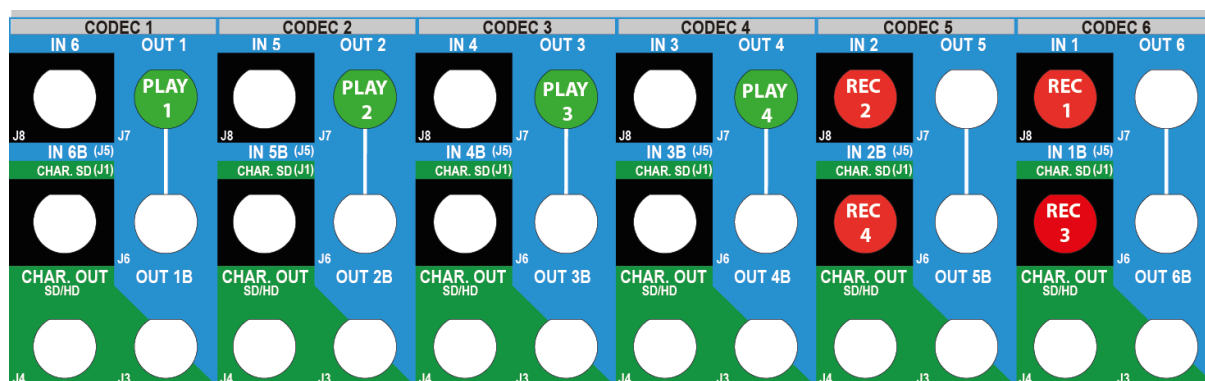 CODEC 1 CODEC 2 CODEC 3 CODEC 4 CODEC 5 CODEC 6
IN 6 OUT 1 IN 5 OUT 2 IN 4 OUT 3 IN 3 OUT 4 IN 2 OUT 5 IN 1 OUT 6
PLAY 1 PLAY 2 PLAY 3 PLAY 4 REC 2 REC 1
J8 J7 J8 J7 J8 J7 J8 J7 J8 J7 J8 J7
IN 6B (J5) IN 5B (J5) IN 4B (J5) IN 3B (J5) IN 2B (J5) IN 1B (J5)
CHAR. SD (J1) CHAR. SD (J1) CHAR. SD (J1) CHAR. SD (J1) CHAR. SD (J1) CHAR. SD (J1)
REC 4 REC 3
J6 J6 J6 J6 J6 J6
CHAR. OUT OUT 1B CHAR. OUT OUT 2B CHAR. OUT OUT 3B CHAR. OUT OUT 4B CHAR. OUT OUT 5B CHAR. OUT OUT 6B
SD/HD SD/HD SD/HD SD/HD SD/HD SD/HD
J4 J3 J4 J3 J4 J3 J4 J3 J4 J3 J4 J3